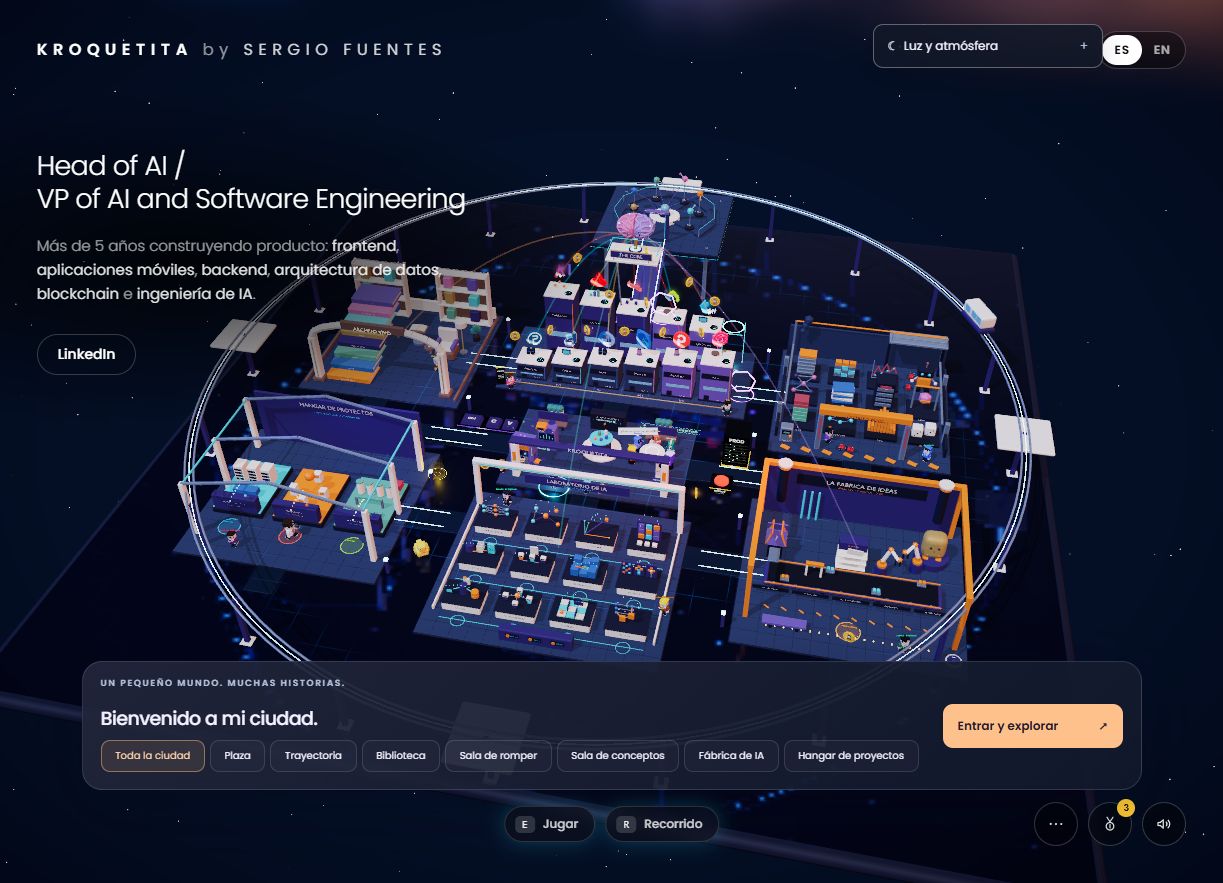 KROQUETITA by SERGIO FUENTES
Luz y atmósfera +
ES EN
Head of AI /
VP of AI and Software Engineering
Más de 5 años construyendo producto: frontend,
aplicaciones móviles, backend, arquitectura de datos,
blockchain e ingeniería de IA.
LinkedIn
HANGAR DE PROYECTOS
PROD
KROQUETITA
LABORATORIO DE IA
LA FABRICA DE IDEAS
UN PEQUEÑO MUNDO. MUCHAS HISTORIAS.
Bienvenido a mi ciudad.
Toda la ciudad Plaza Trayectoria Biblioteca Sala de romper Sala de conceptos Fábrica de IA Hangar de proyectos
Entrar y explorar ↗
E Jugar R Recorrido
3